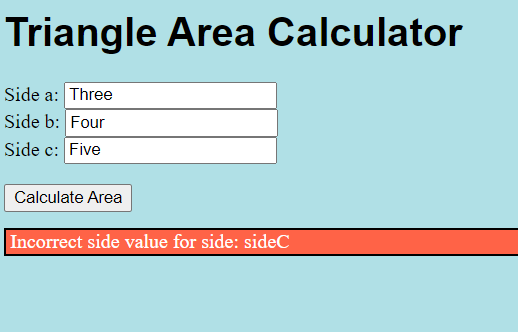 Triangle Area Calculator
Side a: Three
Side b: Four
Side c: Five
Calculate Area
Incorrect side value for side: sideC